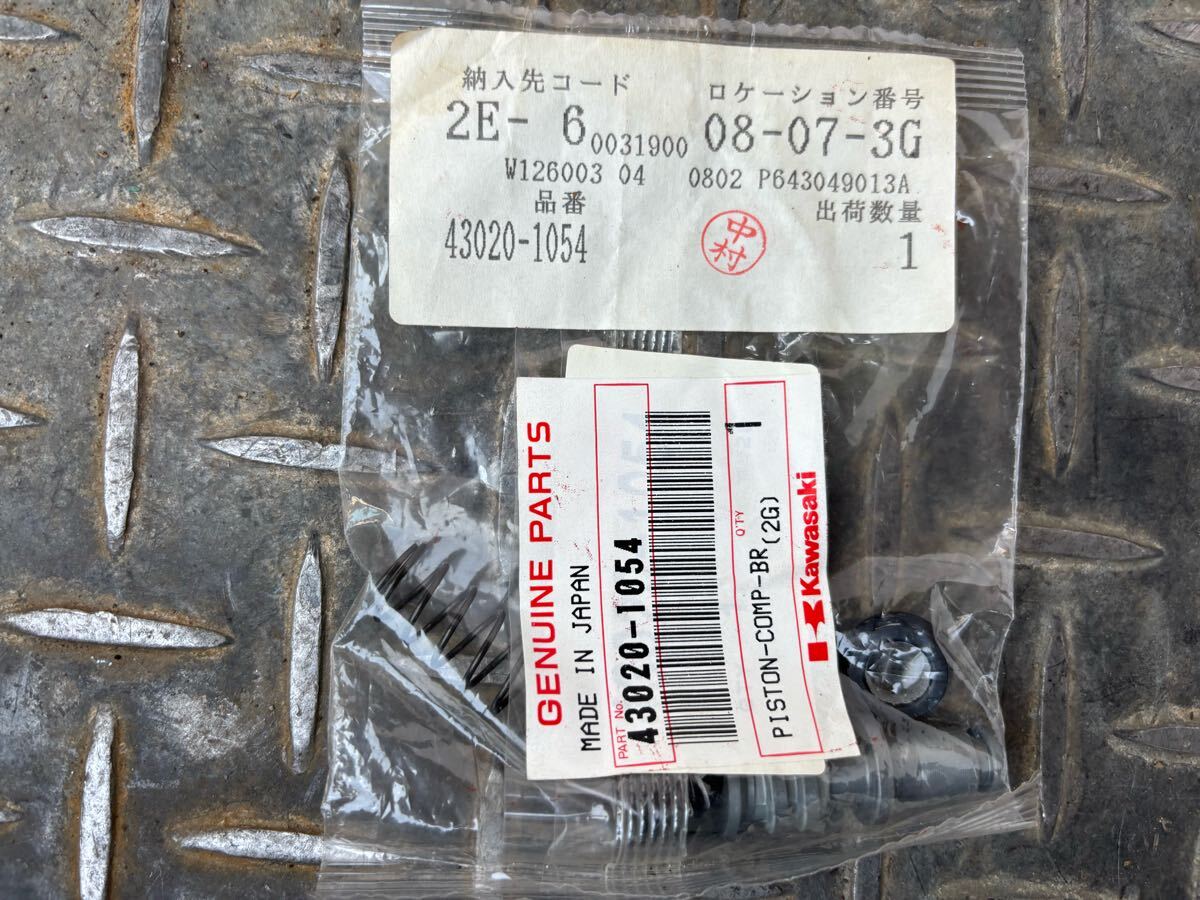 納入先コード ロケーション番号
2E- 6 0031900 08-07-3G
W126003 04 0802 P643049013A
品番 出荷数量
43020-1054 中村 1
GENUINE PARTS
MADE IN JAPAN
PART No. 43020-1054
Q'TY 1
PISTON-COMP-BR(2G)
Kawasaki